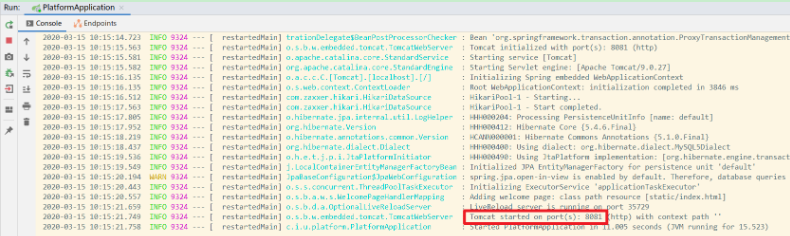 Run: PlatformApplication ×
Console Endpoints
2020-03-15 10:15:14.723 INFO 9324 --- [ restartedMain] trationDelegate$BeanPostProcessorChecker : Bean 'org.springframework.transaction.annotation.ProxyTransactionManagement
2020-03-15 10:15:15.558 INFO 9324 --- [ restartedMain] o.s.b.w.embedded.tomcat.TomcatWebServer : Tomcat initialized with port(s): 8081 (http)
2020-03-15 10:15:15.581 INFO 9324 --- [ restartedMain] o.apache.catalina.core.StandardService : Starting service [Tomcat]
2020-03-15 10:15:15.582 INFO 9324 --- [ restartedMain] org.apache.catalina.core.StandardEngine : Starting Servlet engine: [Apache Tomcat/9.0.27]
2020-03-15 10:15:16.135 INFO 9324 --- [ restartedMain] o.a.c.c.C.[Tomcat].[localhost].[/] : Initializing Spring embedded WebApplicationContext
2020-03-15 10:15:16.135 INFO 9324 --- [ restartedMain] o.s.web.context.ContextLoader : Root WebApplicationContext: initialization completed in 3846 ms
2020-03-15 10:15:16.512 INFO 9324 --- [ restartedMain] com.zaxxer.hikari.HikariDataSource : HikariPool-1 - Starting...
2020-03-15 10:15:17.563 INFO 9324 --- [ restartedMain] com.zaxxer.hikari.HikariDataSource : HikariPool-1 - Start completed.
2020-03-15 10:15:17.805 INFO 9324 --- [ restartedMain] o.hibernate.jpa.internal.util.LogHelper : HHH000204: Processing PersistenceUnitInfo [name: default]
2020-03-15 10:15:17.952 INFO 9324 --- [ restartedMain] org.hibernate.Version : HHH000412: Hibernate Core {5.4.6.Final}
2020-03-15 10:15:18.219 INFO 9324 --- [ restartedMain] o.hibernate.annotations.common.Version : HCANN000001: Hibernate Commons Annotations {5.1.0.Final}
2020-03-15 10:15:18.437 INFO 9324 --- [ restartedMain] org.hibernate.dialect.Dialect : HHH000400: Using dialect: org.hibernate.dialect.MySQL5Dialect
2020-03-15 10:15:19.536 INFO 9324 --- [ restartedMain] o.h.e.t.j.p.i.JtaPlatformInitiator : HHH000490: Using JtaPlatform implementation: [org.hibernate.engine.transac
2020-03-15 10:15:19.549 INFO 9324 --- [ restartedMain] j.LocalContainerEntityManagerFactoryBean : Initialized JPA EntityManagerFactory for persistence unit 'default'
2020-03-15 10:15:20.194 WARN 9324 --- [ restartedMain] JpaBaseConfiguration$JpaWebConfiguration : spring.jpa.open-in-view is enabled by default. Therefore, database queries
2020-03-15 10:15:20.443 INFO 9324 --- [ restartedMain] o.s.s.concurrent.ThreadPoolTaskExecutor : Initializing ExecutorService 'applicationTaskExecutor'
2020-03-15 10:15:20.557 INFO 9324 --- [ restartedMain] o.s.b.a.w.s.WelcomePageHandlerMapping : Adding welcome page: class path resource [static/index.html]
2020-03-15 10:15:21.659 INFO 9324 --- [ restartedMain] o.s.b.d.a.OptionalLiveReloadServer : LiveReload server is running on port 35729
2020-03-15 10:15:21.749 INFO 9324 --- [ restartedMain] o.s.b.w.embedded.tomcat.TomcatWebServer : Tomcat started on port(s): 8081 (http) with context path ''
2020-03-15 10:15:21.758 INFO 9324 --- [ restartedMain] c.i.u.platform.PlatformApplication : Started PlatformApplication in 11.005 seconds (JVM running for 15.523)